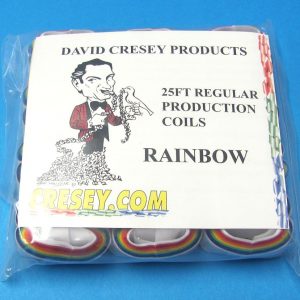 DAVID CRESEY PRODUCTS
25FT REGULAR
PRODUCTION
COILS
RAINBOW
CRESEY.COM